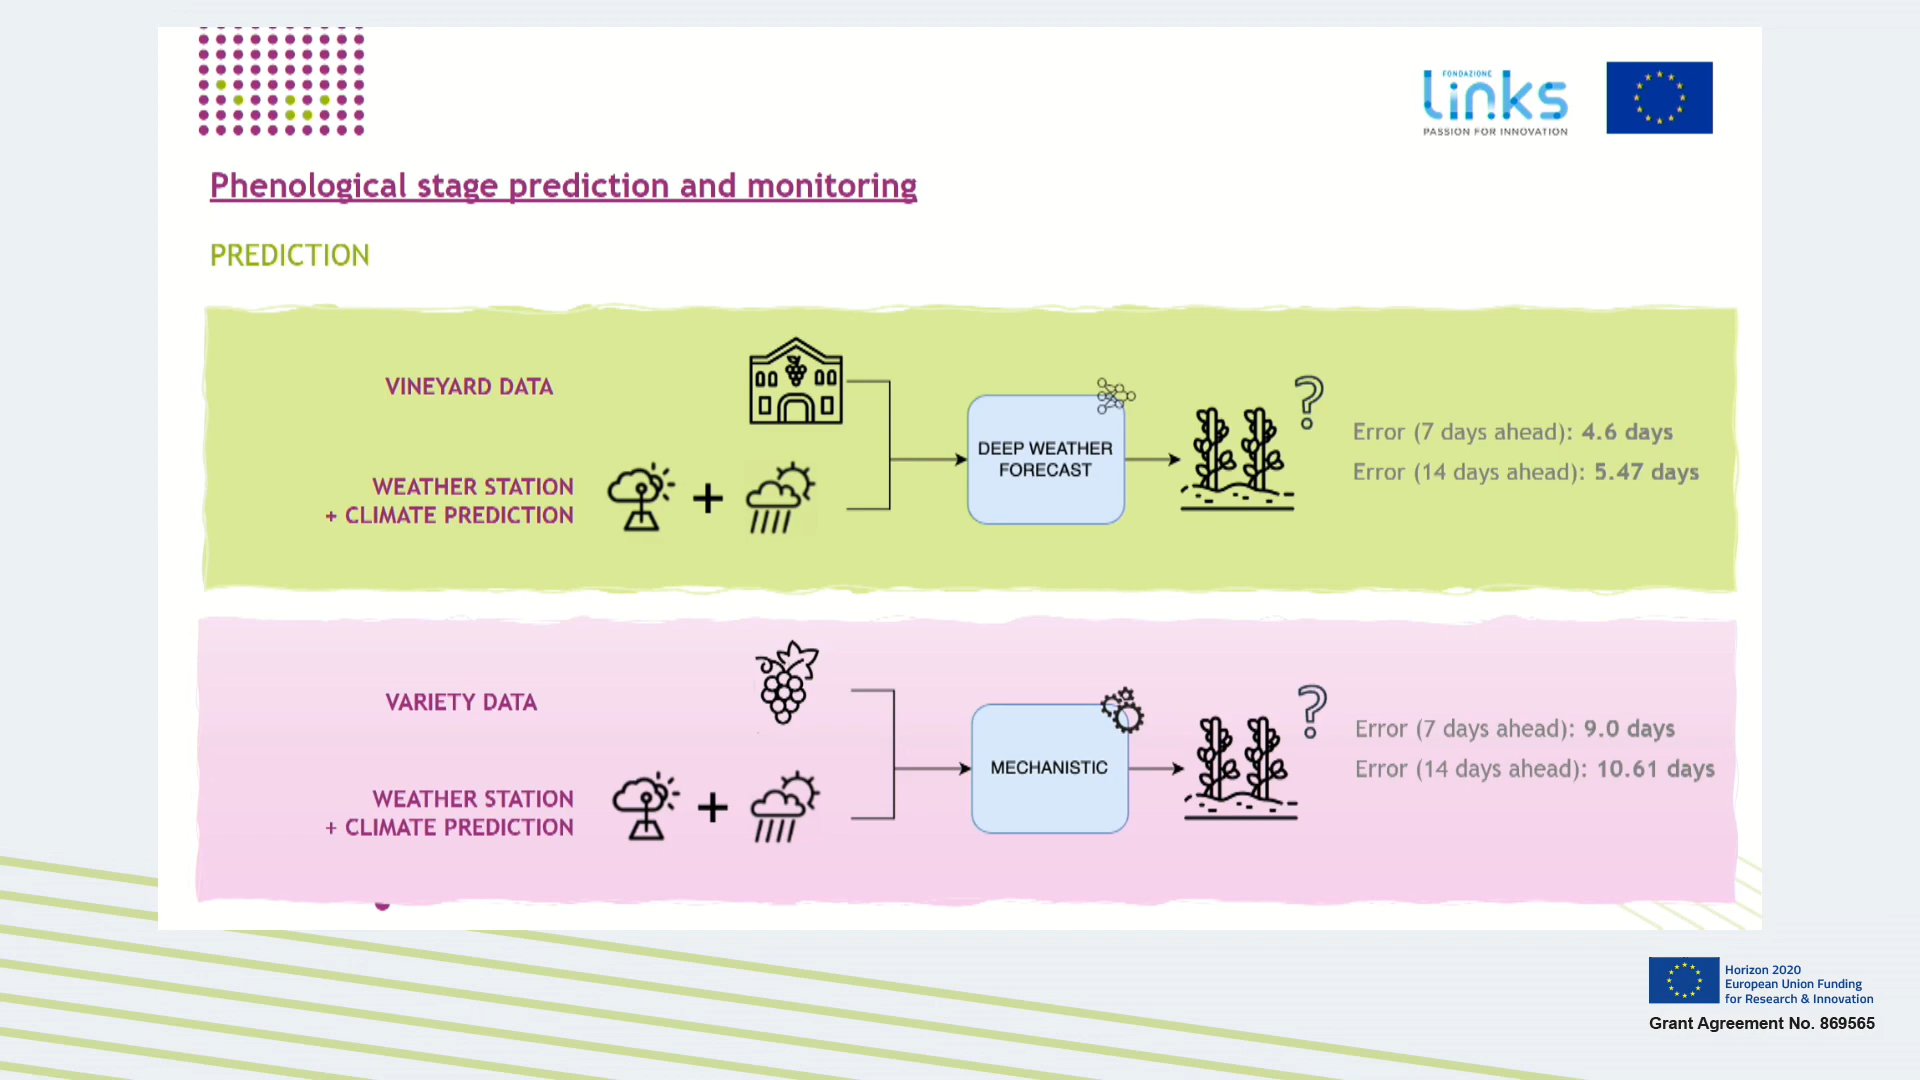 FONDAZIONE
links
PASSION FOR INNOVATION
Phenological stage prediction and monitoring
PREDICTION
VINEYARD DATA
WEATHER STATION
+ CLIMATE PREDICTION
+
DEEP WEATHER
FORECAST
?
Error (7 days ahead): 4.6 days
Error (14 days ahead): 5.47 days
VARIETY DATA
WEATHER STATION
+ CLIMATE PREDICTION
+
MECHANISTIC
?
Error (7 days ahead): 9.0 days
Error (14 days ahead): 10.61 days
Horizon 2020
European Union Funding
for Research & Innovation
Grant Agreement No. 869565